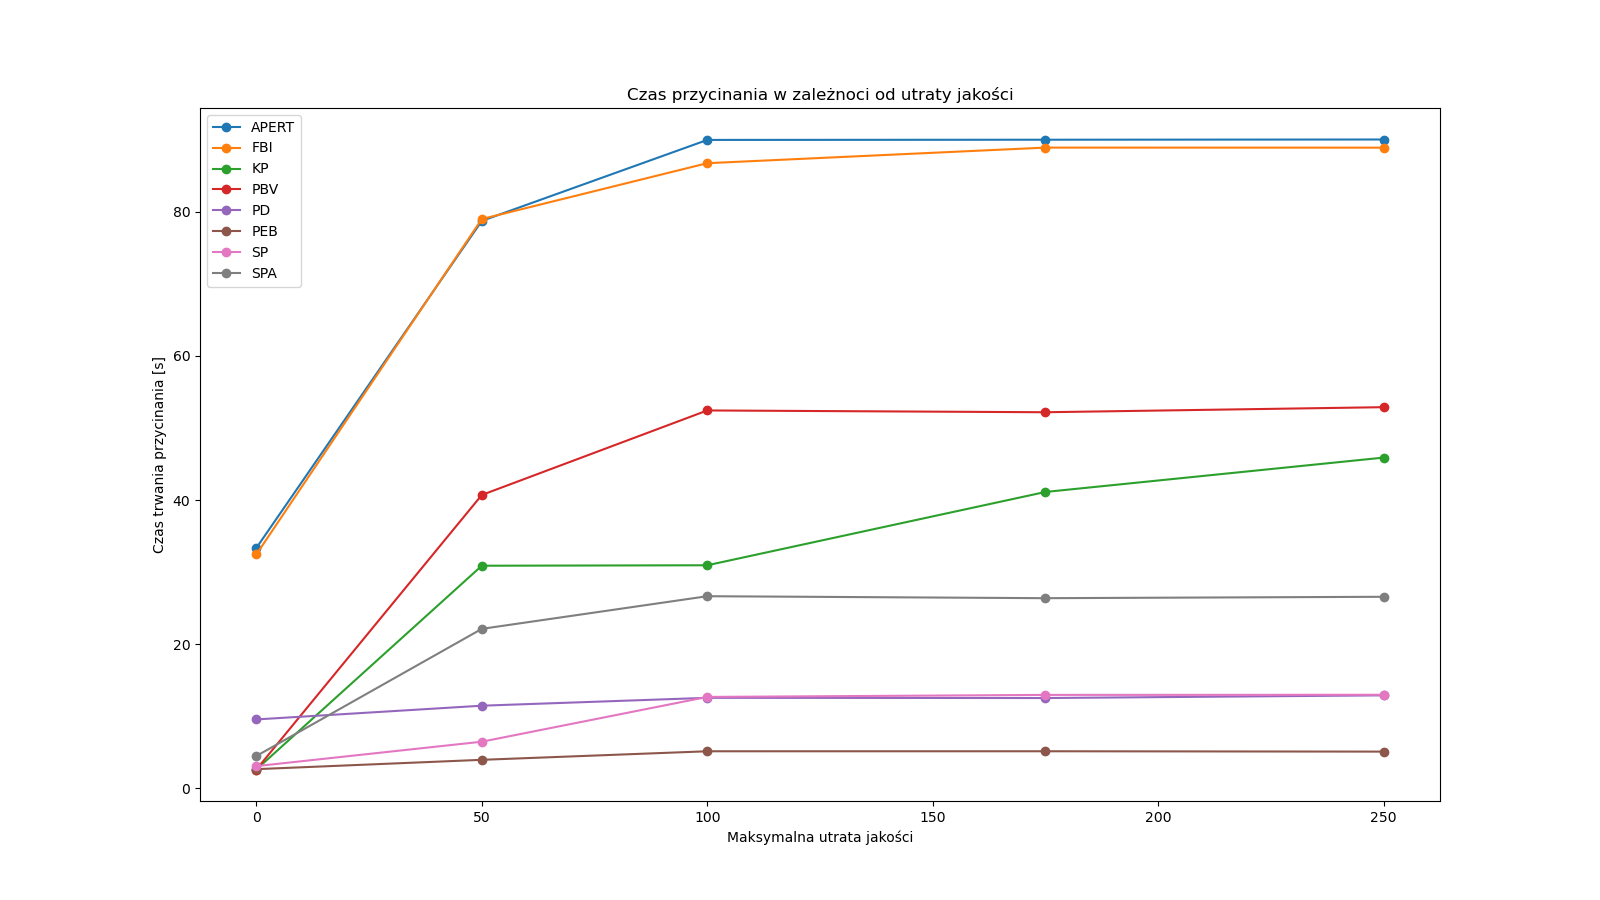 Czas przycinania w zależnoci od utraty jakości
APERT
FBI
KP
PBV
PD
PEB
SP
SPA
Czas trwania przycinania [s]
80
60
40
20
0
0 50 100 150 200 250
Maksymalna utrata jakości